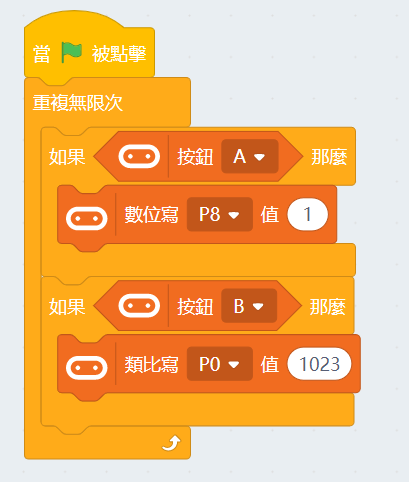 當 被點擊
重複無限次
如果 按鈕 A 那麼
數位寫 P8 值 1
如果 按鈕 B 那麼
類比寫 P0 值 1023